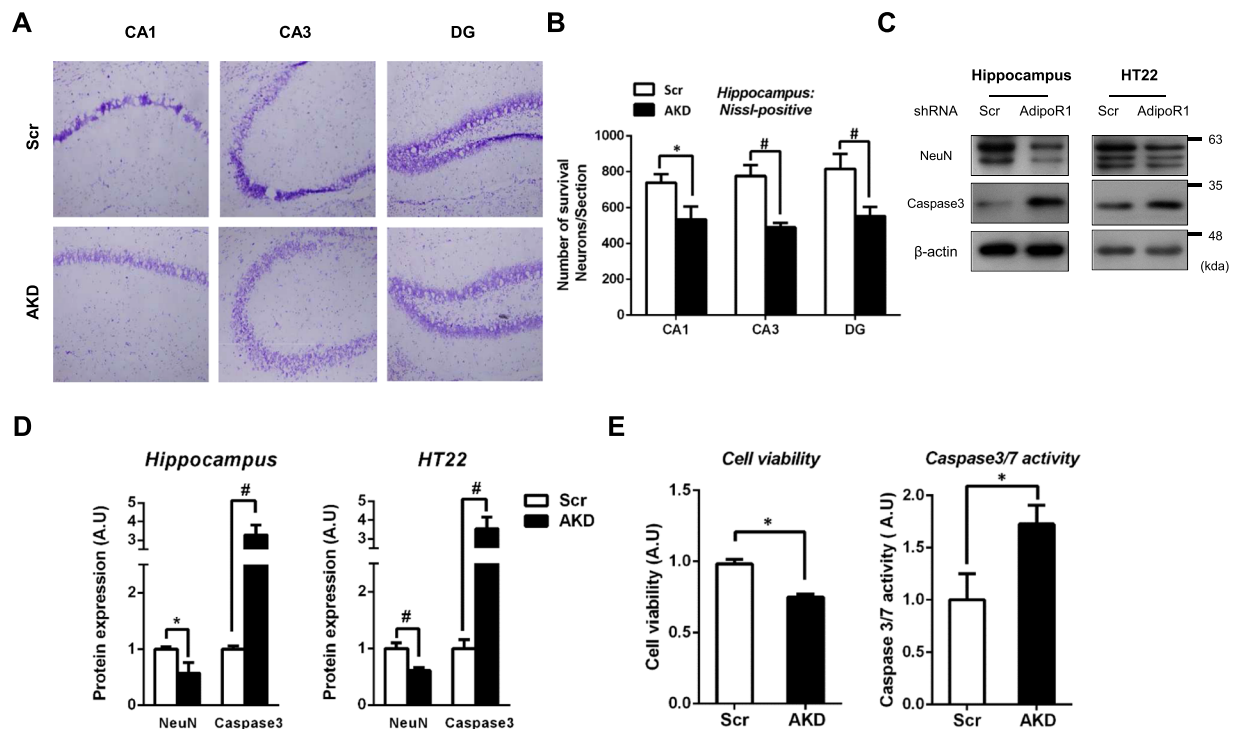 A
CA1
CA3
DG
Scr
AKD
B
Scr
AKD
Hippocampus:
Nissl-positive
Number of survival
Neurons/Section
1000
800
600
400
200
0
*
#
#
CA1
CA3
DG
C
Hippocampus
HT22
shRNA
Scr
AdipoR1
Scr
AdipoR1
NeuN
Caspase3
β-actin
63
35
48
(kda)
D
Hippocampus
Protein expression (A.U)
5
4
3
2
1
0
*
#
NeuN
Caspase3
HT22
Protein expression (A.U)
5
4
3
2
1
0
#
#
NeuN
Caspase3
Scr
AKD
E
Cell viability
Cell viability (A.U)
1.5
1.0
0.5
0.0
*
Scr
AKD
Caspase3/7 activity
Caspase 3/7 activity ( A.U)
2.0
1.5
1.0
0.5
0.0
*
Scr
AKD